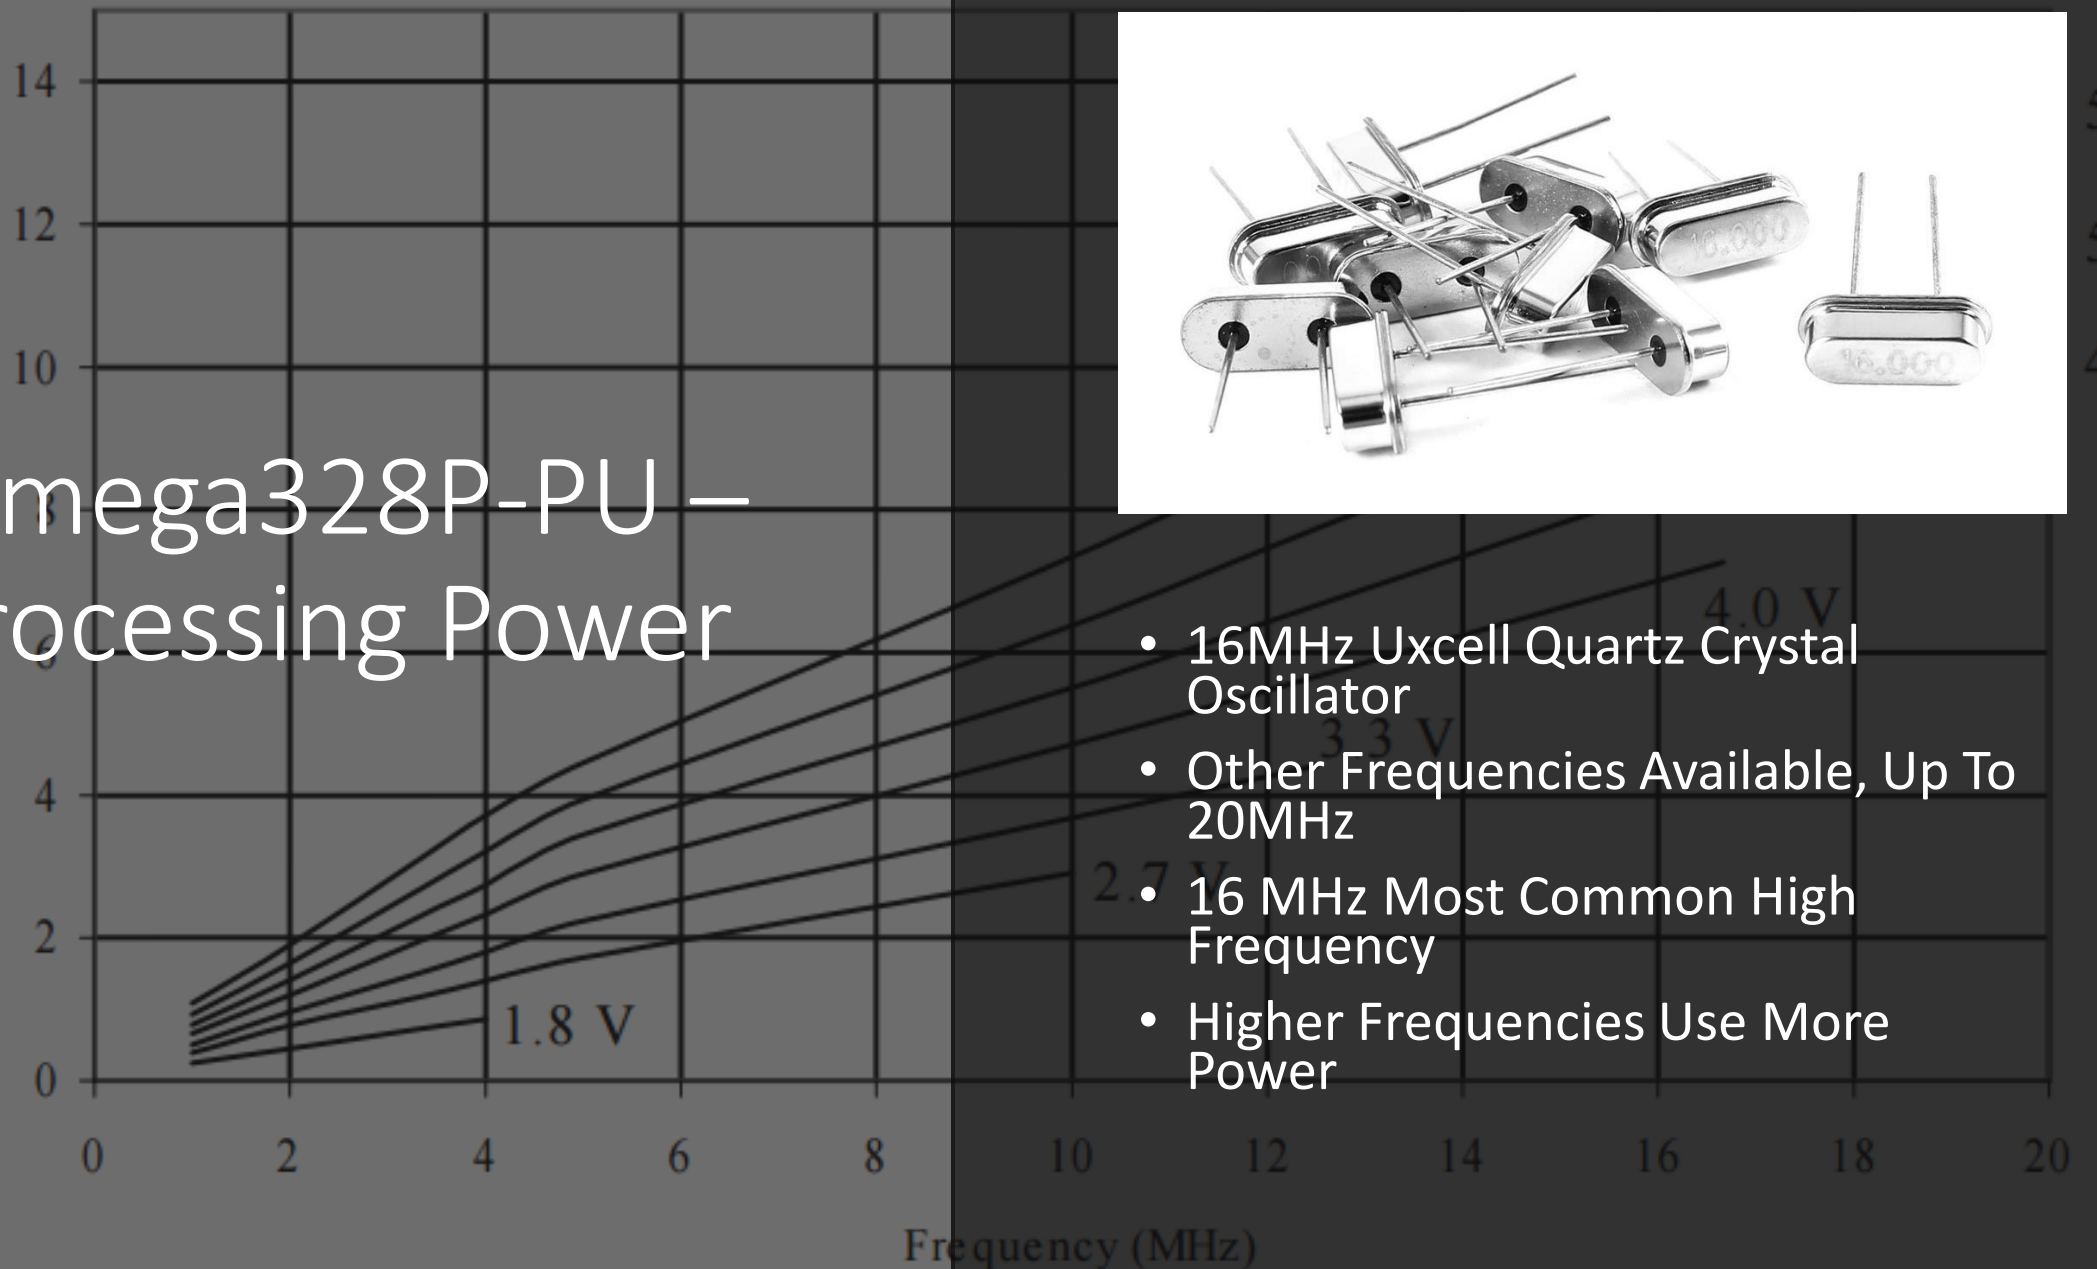 14
12
10
8
6
4
2
0
0 2 4 6 8 10 12 14 16 18 20
Frequency (MHz)
1.8 V
2.7 V
3.3 V
4.0 V
mega328P-PU –
rocessing Power
16.000
16.000
• 16MHz Uxcell Quartz Crystal
Oscillator
• Other Frequencies Available, Up To
20MHz
• 16 MHz Most Common High
Frequency
• Higher Frequencies Use More
Power